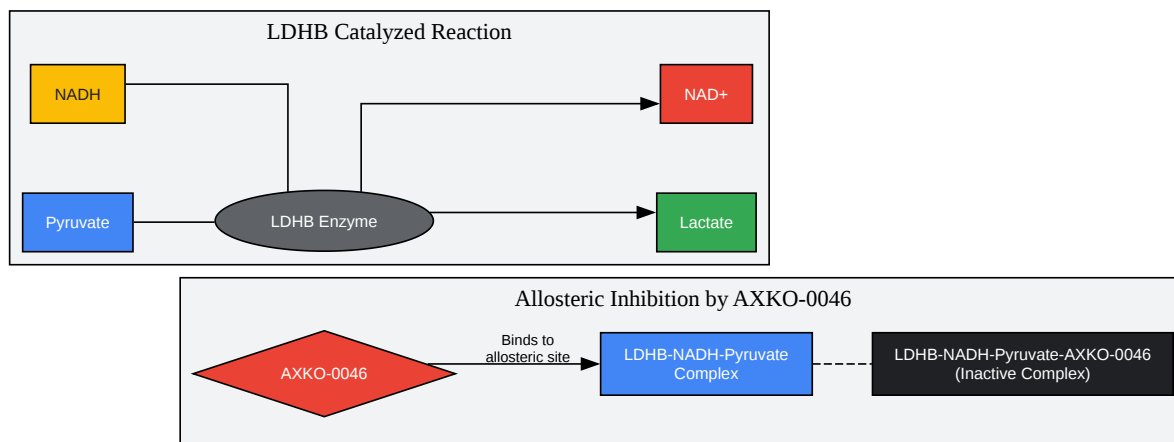 LDHB Catalyzed Reaction
NADH
NAD+
Pyruvate
LDHB Enzyme
Lactate
Allosteric Inhibition by AXKO-0046
AXKO-0046
Binds to
allosteric site
LDHB-NADH-Pyruvate
Complex
LDHB-NADH-Pyruvate-AXKO-0046
(Inactive Complex)